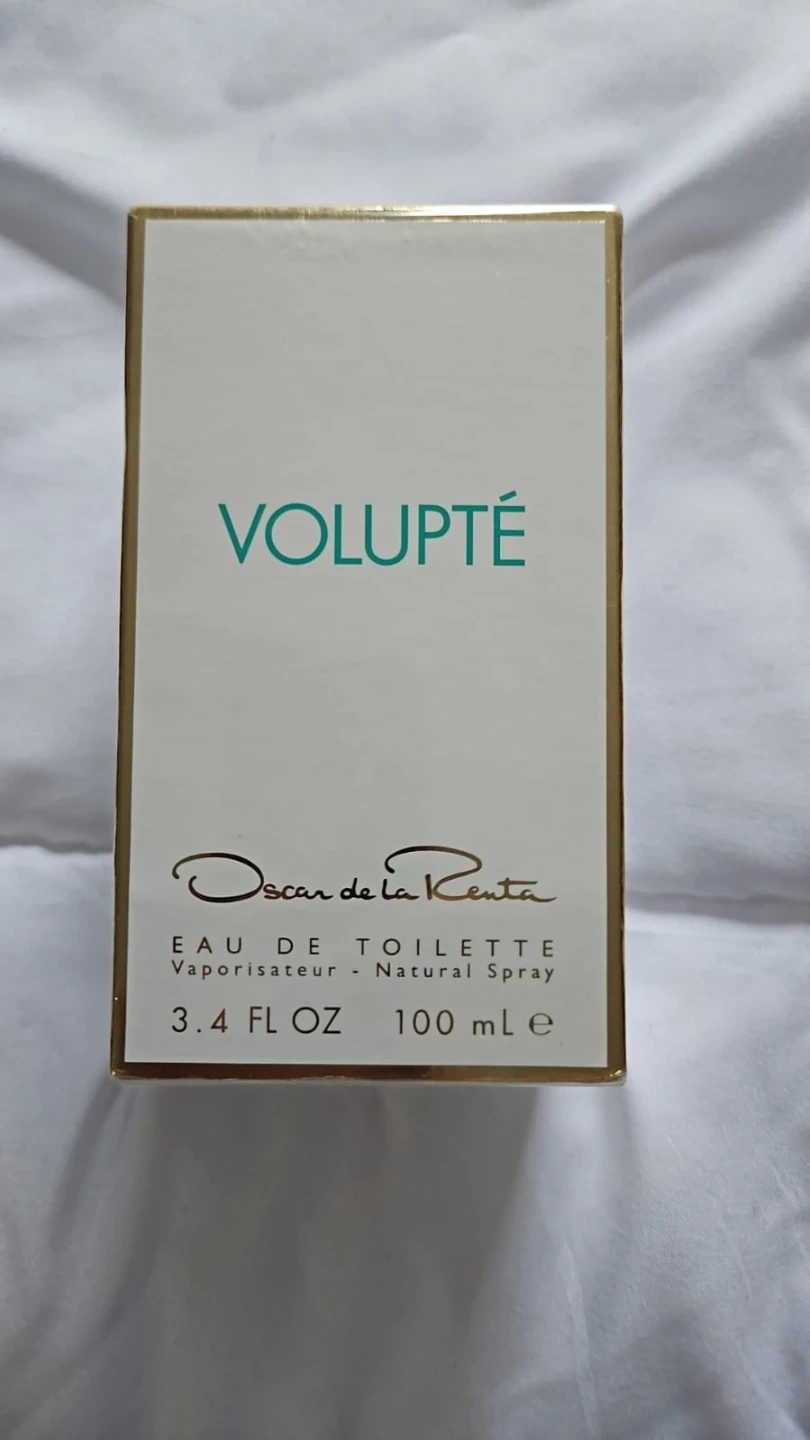 VOLUPTÉ
Oscar de la Renta
EAU DE TOILETTE
Vaporisateur - Natural Spray
3.4 FL OZ 100 mL ℮